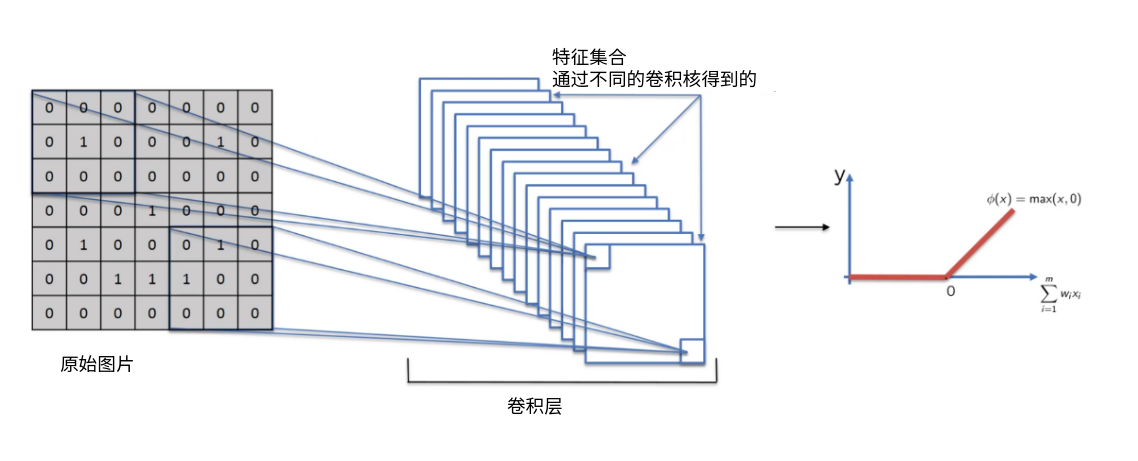 特征集合
通过不同的卷积核得到的
0 0 0 0 0 0 0
0 1 0 0 0 1 0
0 0 0 0 0 0 0
0 0 0 1 0 0 0
0 1 0 0 0 1 0
0 0 1 1 1 0 0
0 0 0 0 0 0 0
原始图片
卷积层
y
ϕ(x) = max(x, 0)
0
m
∑ wᵢxᵢ
i=1